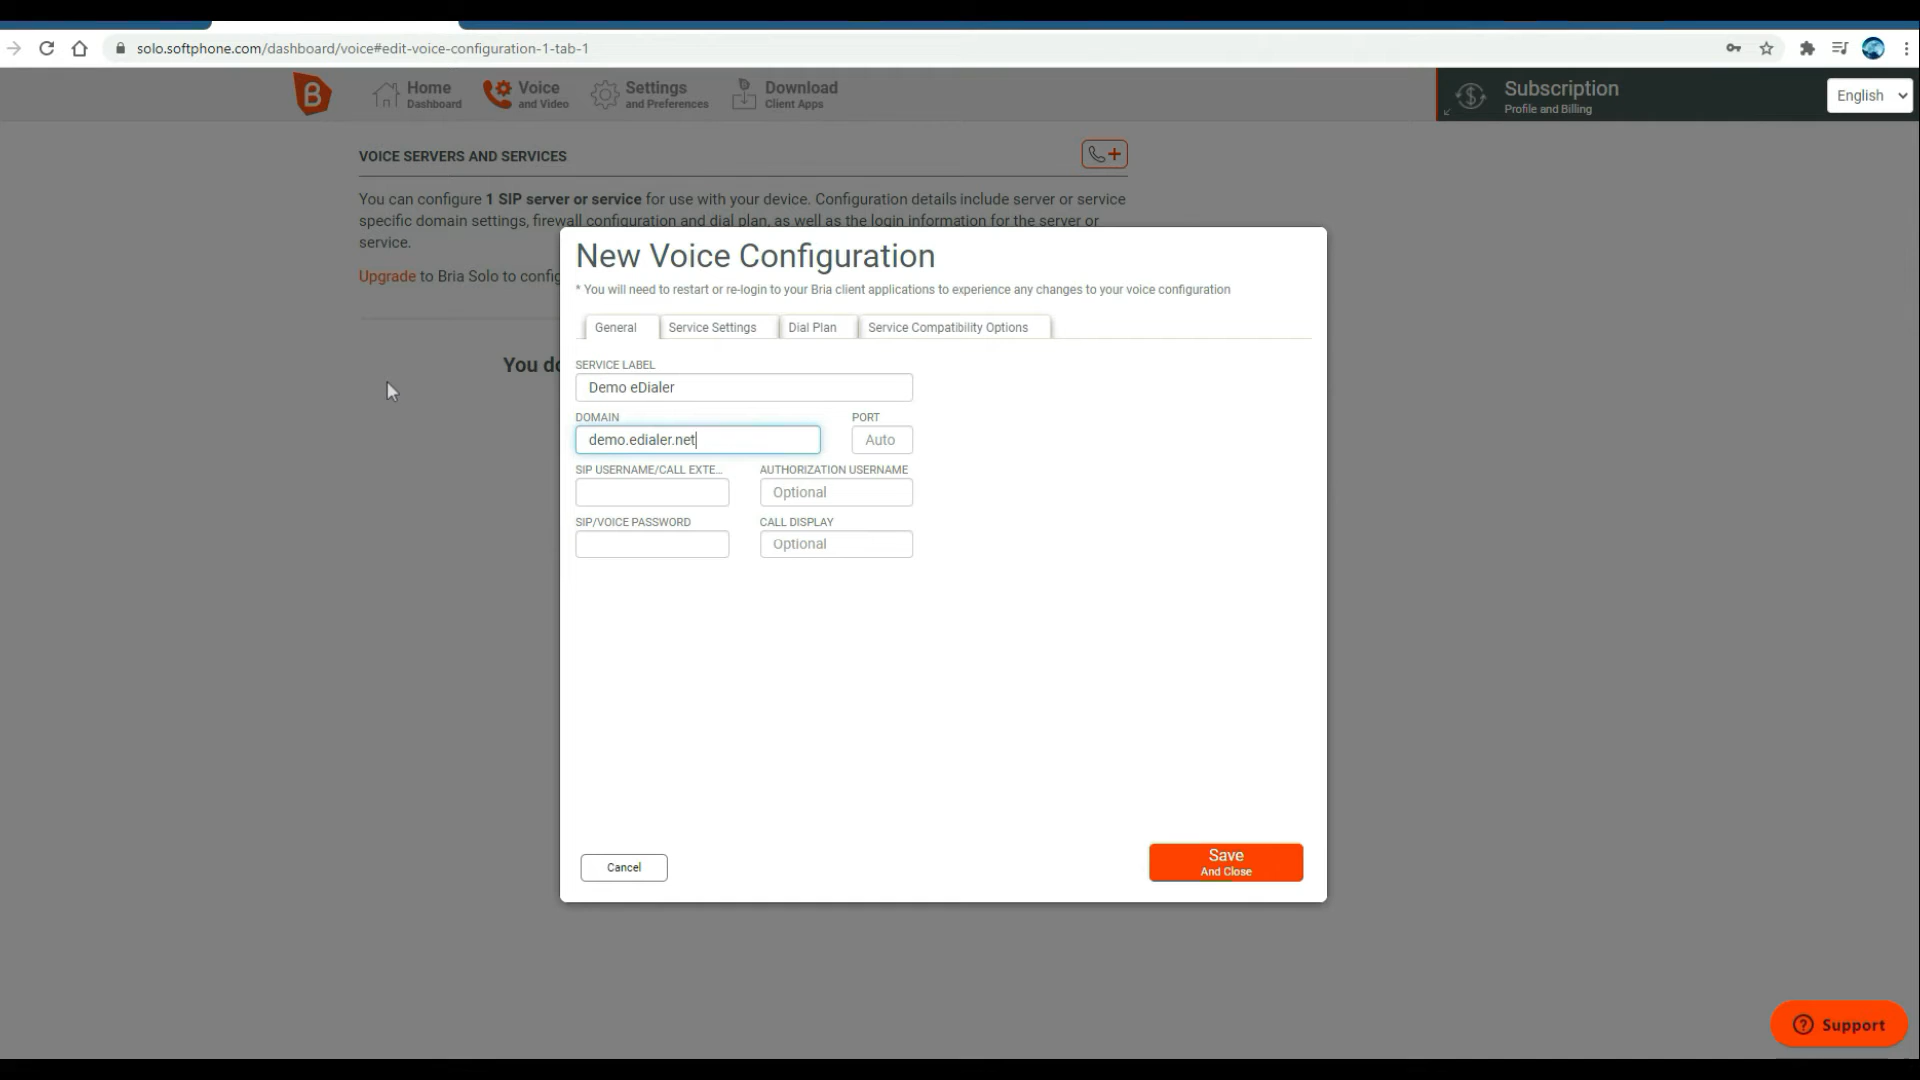 solo.softphone.com/dashboard/voice#edit-voice-configuration-1-tab-1
B
Home
Dashboard
Voice
and Video
Settings
and Preferences
Download
Client Apps
Subscription
Profile and Billing
English
VOICE SERVERS AND SERVICES
You can configure 1 SIP server or service for use with your device. Configuration details include server or service
specific domain settings, firewall configuration and dial plan, as well as the login information for the server or
service.
Upgrade to Bria Solo to config
You do
New Voice Configuration
* You will need to restart or re-login to your Bria client applications to experience any changes to your voice configuration
General
Service Settings
Dial Plan
Service Compatibility Options
SERVICE LABEL
Demo eDialer
DOMAIN
PORT
demo.edialer.net
Auto
SIP USERNAME/CALL EXTE...
AUTHORIZATION USERNAME
Optional
SIP/VOICE PASSWORD
CALL DISPLAY
Optional
Cancel
Save
And Close
Support